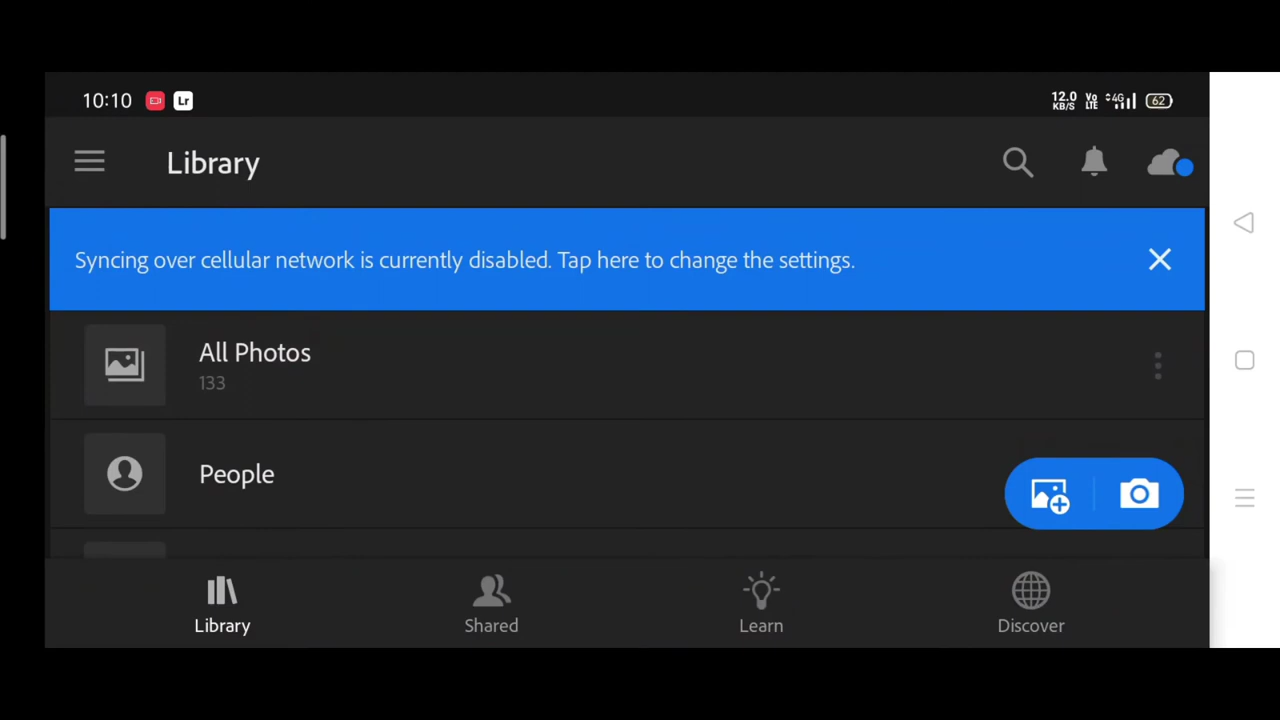 10:10 Lr 12.0 KB/S Vo LTE 4G 62
Library
Syncing over cellular network is currently disabled. Tap here to change the settings.
All Photos
133
People
Library Shared Learn Discover